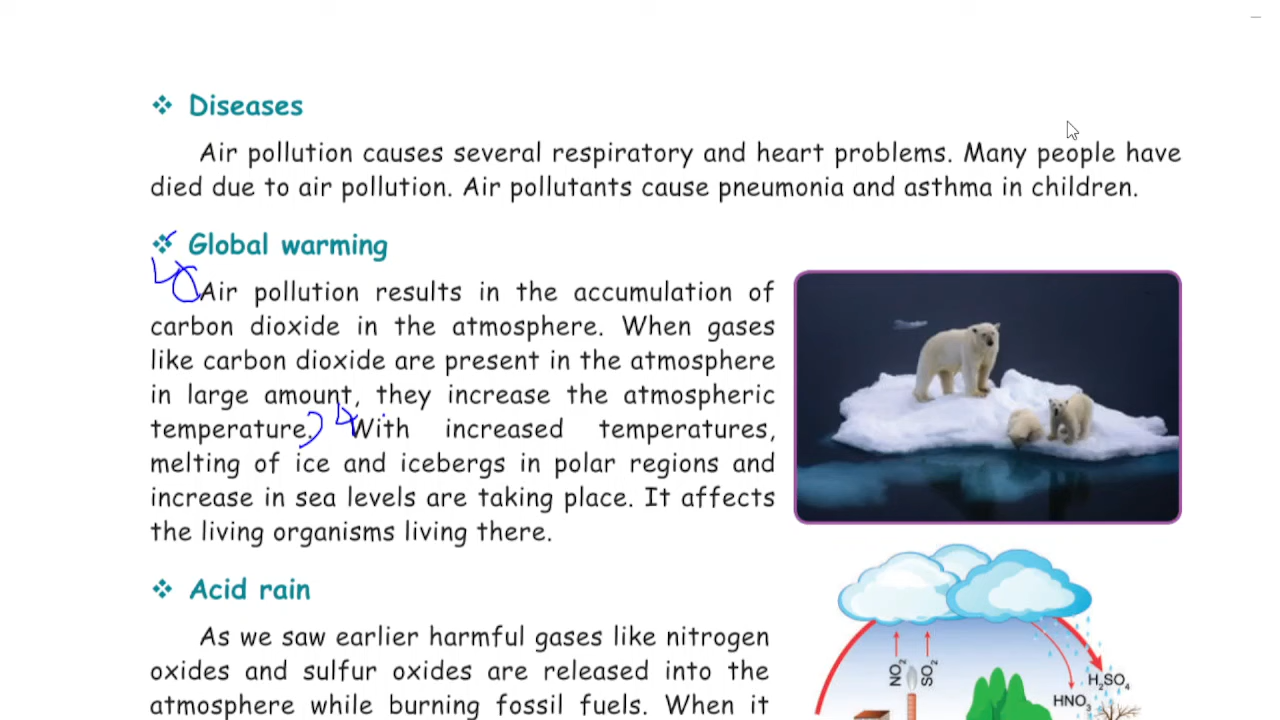 ❖ Diseases
Air pollution causes several respiratory and heart problems. Many people have
died due to air pollution. Air pollutants cause pneumonia and asthma in children.
❖ Global warming
Air pollution results in the accumulation of
carbon dioxide in the atmosphere. When gases
like carbon dioxide are present in the atmosphere
in large amount, they increase the atmospheric
temperature. With increased temperatures,
melting of ice and icebergs in polar regions and
increase in sea levels are taking place. It affects
the living organisms living there.
❖ Acid rain
As we saw earlier harmful gases like nitrogen
oxides and sulfur oxides are released into the
atmosphere while burning fossil fuels. When it
NO₂
SO₂
H₂SO₄
HNO₃